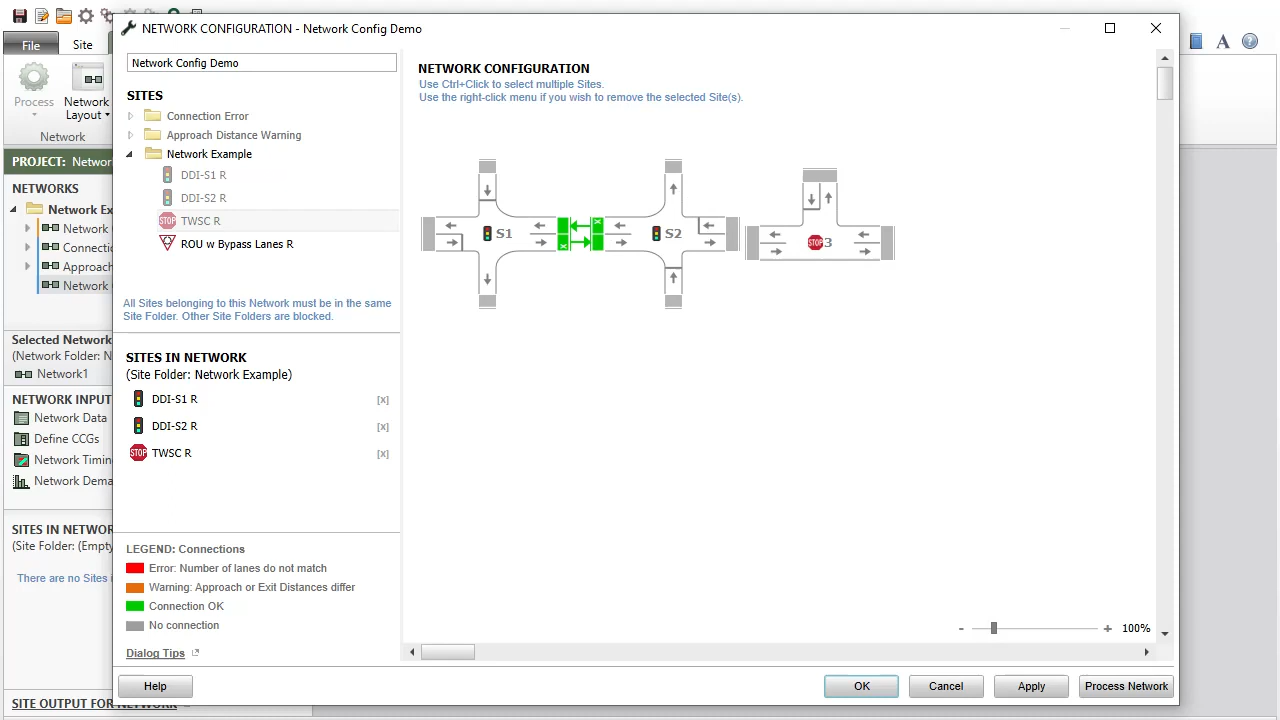 NETWORK CONFIGURATION - Network Config Demo
File
Site
Process
Network
Layout
Network
PROJECT: Networ
NETWORKS
Network Ex
Network
Connectio
Approach
Network
Selected Network
(Network Folder: N
Network1
NETWORK INPUT
Network Data
Define CCGs
Network Timin
Network Dema
SITES IN NETWOR
(Site Folder: (Empty
There are no Sites i
SITE OUTPUT FOR NETWORK
Network Config Demo
SITES
Connection Error
Approach Distance Warning
Network Example
DDI-S1 R
DDI-S2 R
STOP TWSC R
ROU w Bypass Lanes R
All Sites belonging to this Network must be in the same
Site Folder. Other Site Folders are blocked.
SITES IN NETWORK
(Site Folder: Network Example)
DDI-S1 R [X]
DDI-S2 R [X]
STOP TWSC R [X]
LEGEND: Connections
Error: Number of lanes do not match
Warning: Approach or Exit Distances differ
Connection OK
No connection
Dialog Tips
NETWORK CONFIGURATION
Use Ctrl+Click to select multiple Sites.
Use the right-click menu if you wish to remove the selected Site(s).
S1
x
x
S2
STOP 3
- + 100%
Help
OK
Cancel
Apply
Process Network
A
?